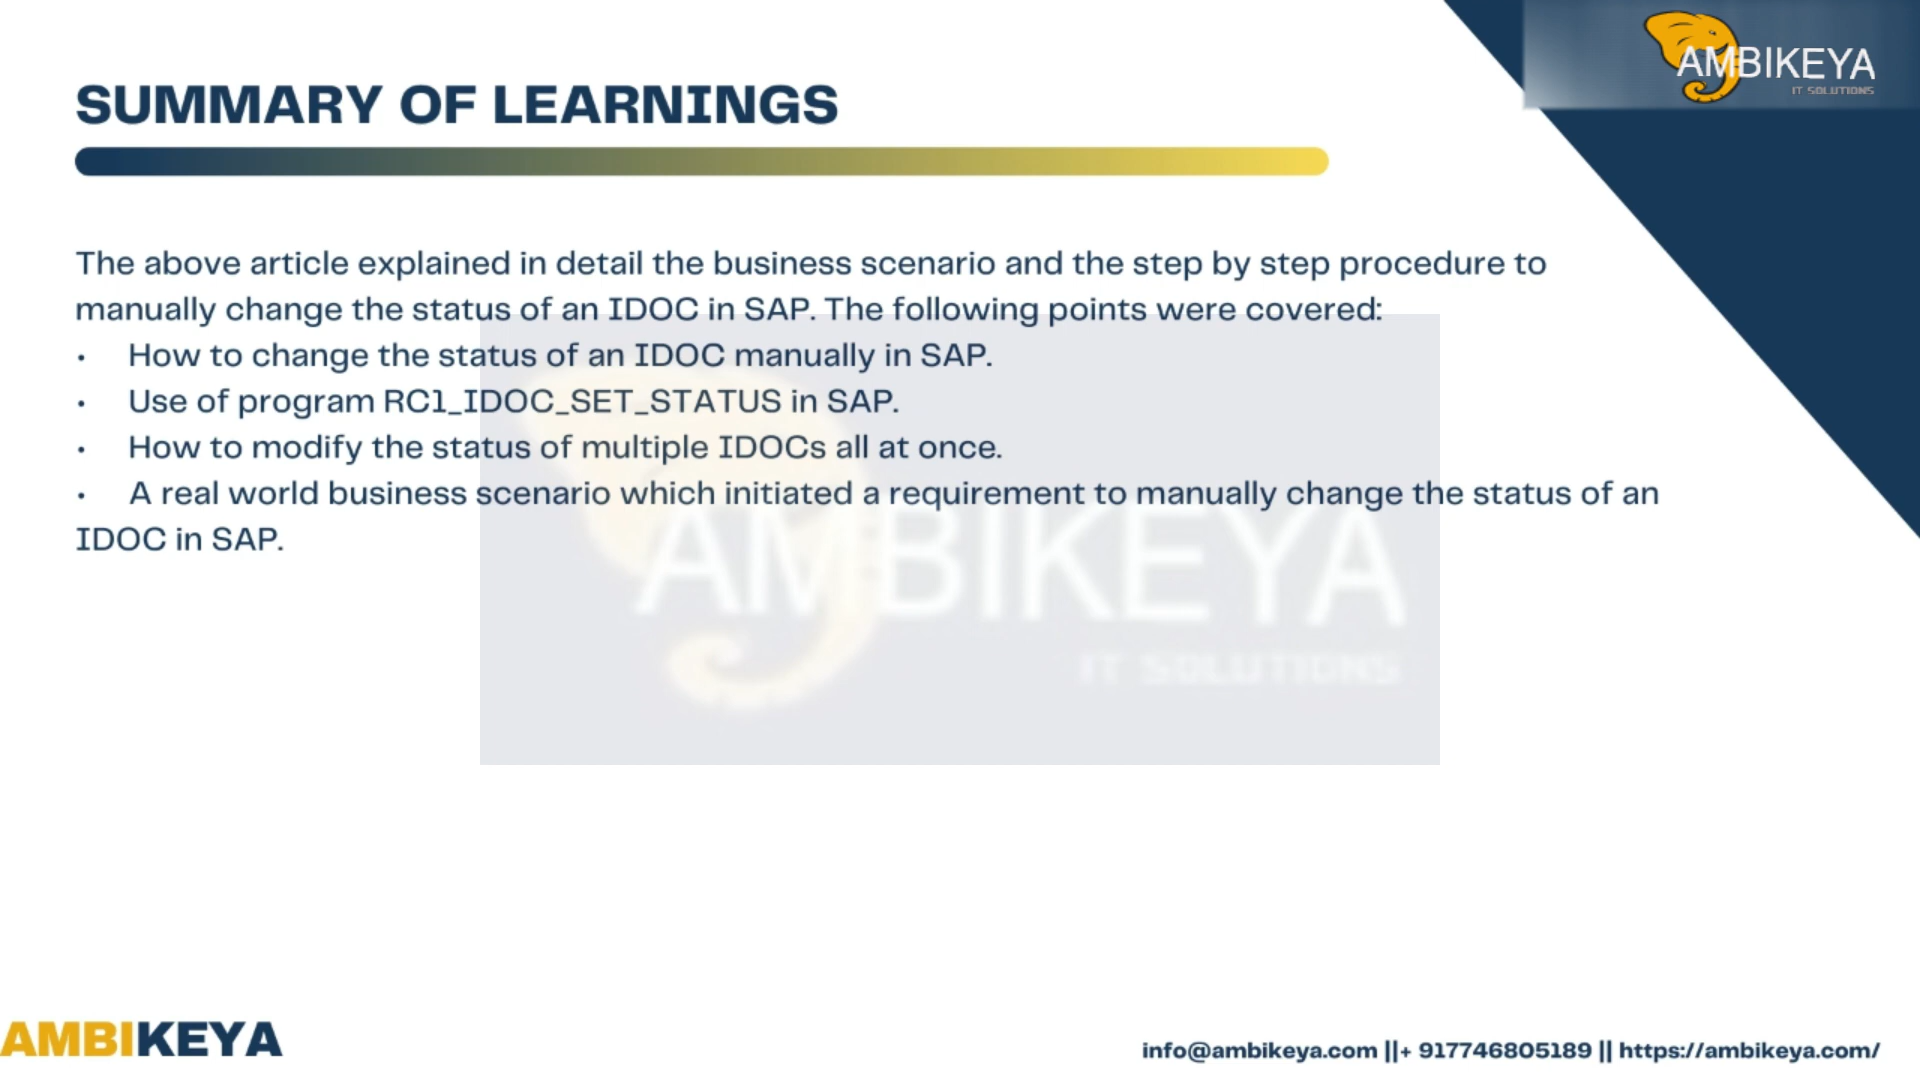 AMBIKEYA
IT SOLUTIONS
SUMMARY OF LEARNINGS
The above article explained in detail the business scenario and the step by step procedure to
manually change the status of an IDOC in SAP. The following points were covered:
• How to change the status of an IDOC manually in SAP.
• Use of program RC1_IDOC_SET_STATUS in SAP.
• How to modify the status of multiple IDOCs all at once.
• A real world business scenario which initiated a requirement to manually change the status of an
IDOC in SAP.
AMBIKEYA
IT SOLUTIONS
AMBIKEYA
info@ambikeya.com ||+ 917746805189 || https://ambikeya.com/